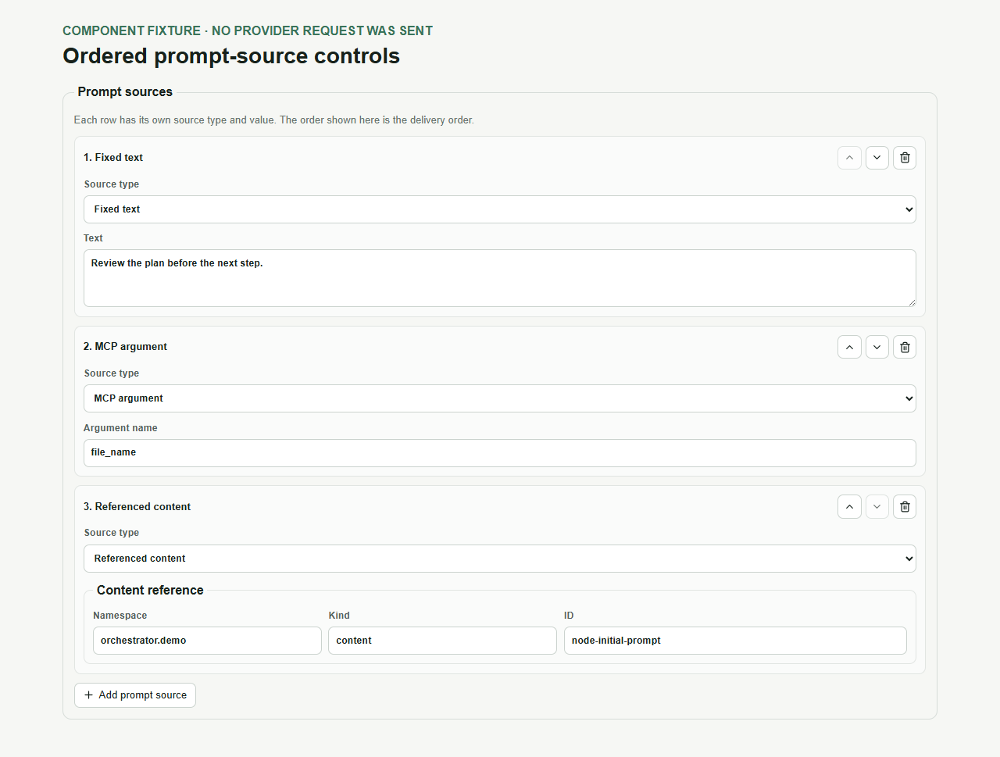 COMPONENT FIXTURE · NO PROVIDER REQUEST WAS SENT
Ordered prompt-source controls
Prompt sources
Each row has its own source type and value. The order shown here is the delivery order.
1. Fixed text
Source type
Fixed text
Text
Review the plan before the next step.
2. MCP argument
Source type
MCP argument
Argument name
file_name
3. Referenced content
Source type
Referenced content
Content reference
Namespace Kind ID
orchestrator.demo content node-initial-prompt
Add prompt source